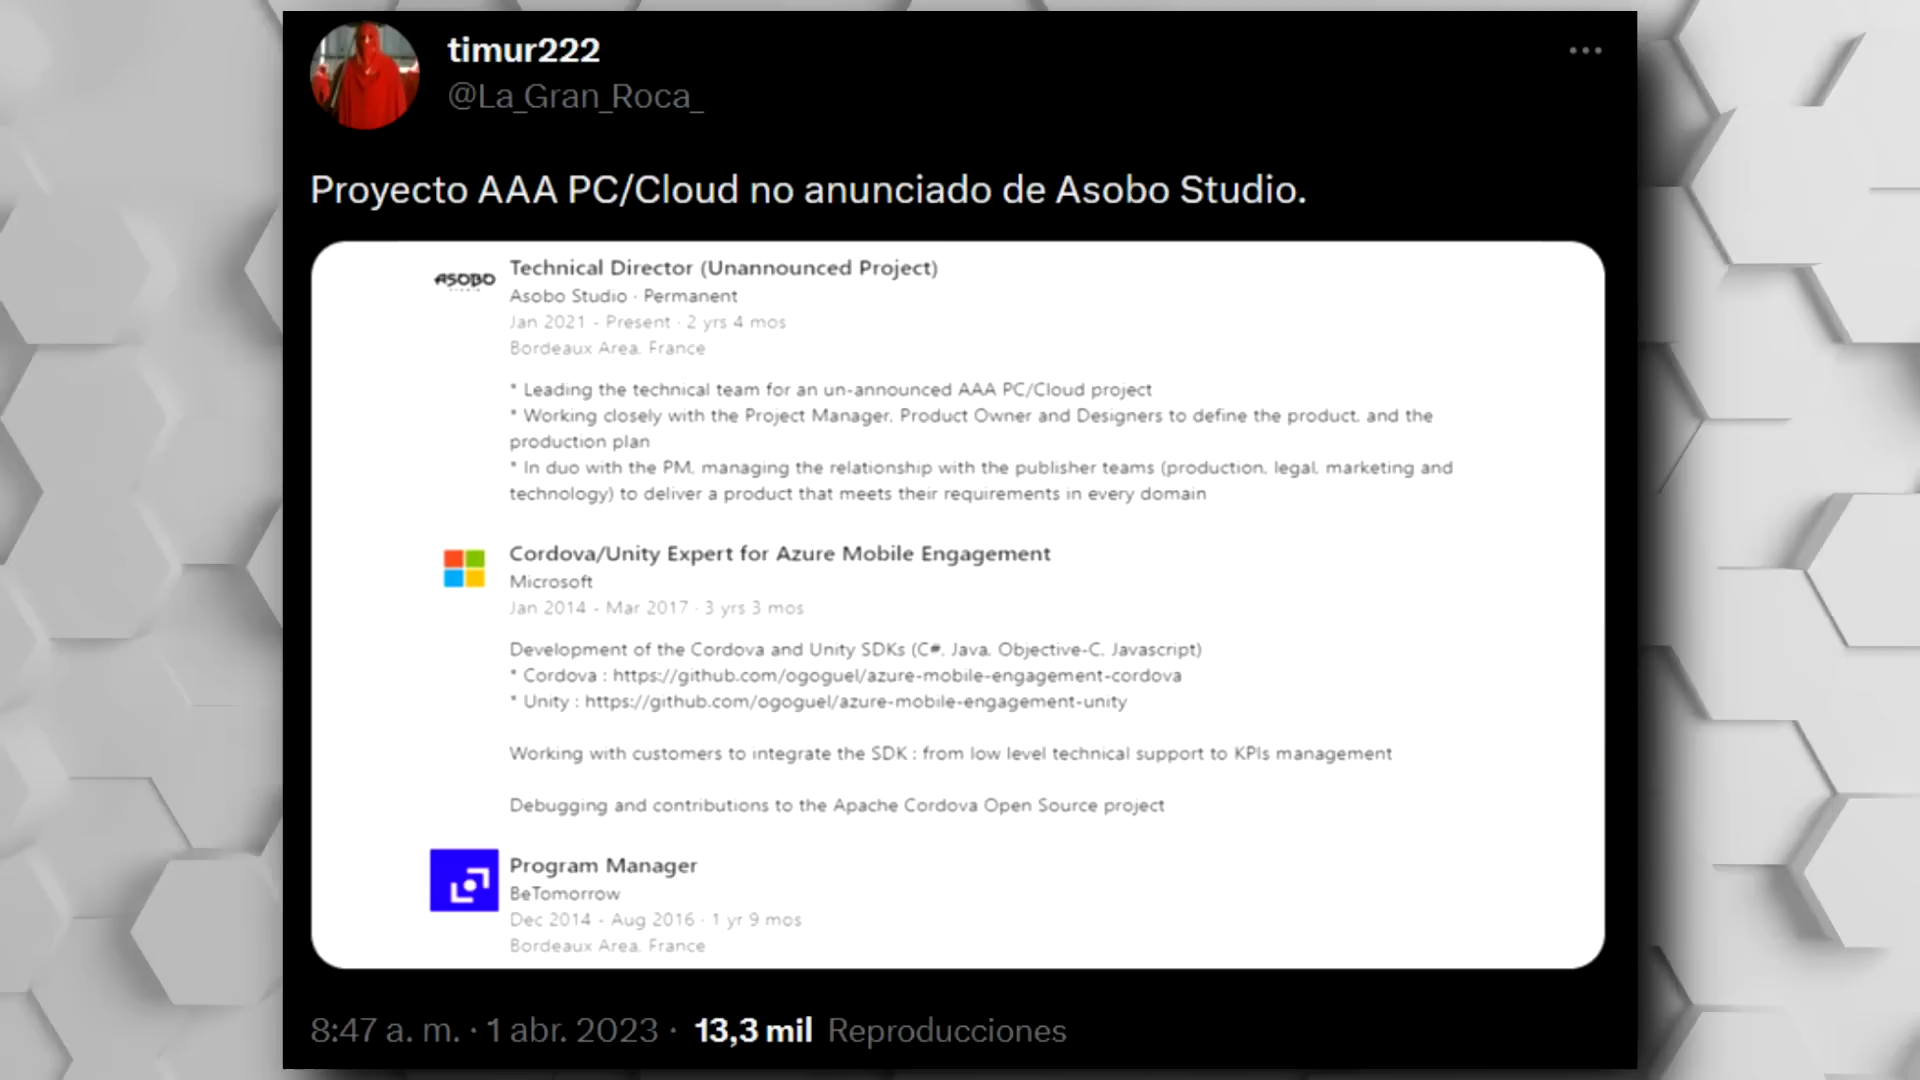 timur222
@La_Gran_Roca_
Proyecto AAA PC/Cloud no anunciado de Asobo Studio.
ASOBO
Technical Director (Unannounced Project)
Asobo Studio · Permanent
Jan 2021 - Present · 2 yrs 4 mos
Bordeaux Area, France
* Leading the technical team for an un-announced AAA PC/Cloud project
* Working closely with the Project Manager, Product Owner and Designers to define the product, and the
production plan
* In duo with the PM, managing the relationship with the publisher teams (production, legal, marketing and
technology) to deliver a product that meets their requirements in every domain
Cordova/Unity Expert for Azure Mobile Engagement
Microsoft
Jan 2014 - Mar 2017 · 3 yrs 3 mos
Development of the Cordova and Unity SDKs (C#, Java, Objective-C, Javascript)
* Cordova : https://github.com/ogoguel/azure-mobile-engagement-cordova
* Unity : https://github.com/ogoguel/azure-mobile-engagement-unity
Working with customers to integrate the SDK : from low level technical support to KPIs management
Debugging and contributions to the Apache Cordova Open Source project
Program Manager
BeTomorrow
Dec 2014 - Aug 2016 · 1 yr 9 mos
Bordeaux Area, France
8:47 a. m. · 1 abr. 2023 · 13,3 mil Reproducciones